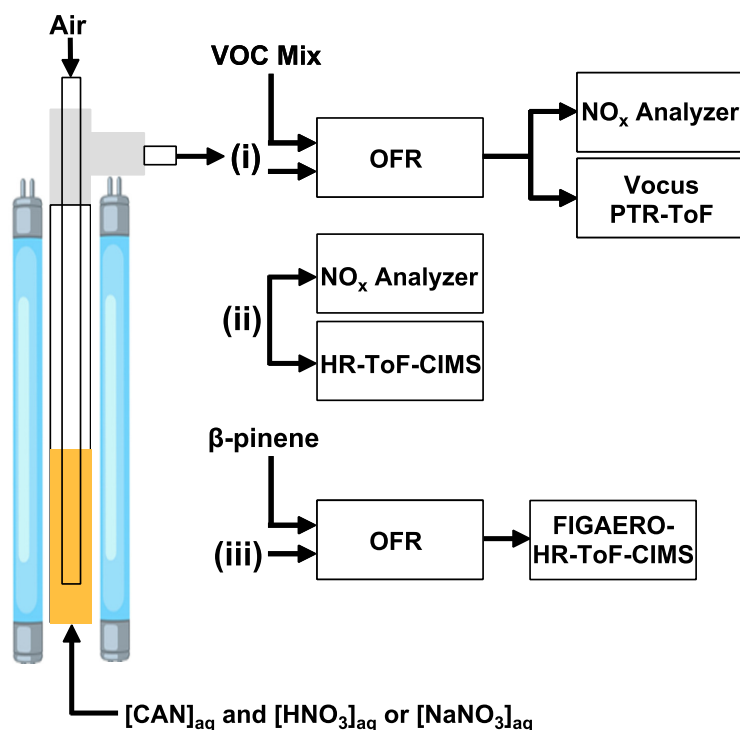 Air
VOC Mix
(i)
OFR
NOₓ Analyzer
Vocus
PTR-ToF
(ii)
NOₓ Analyzer
HR-ToF-CIMS
β-pinene
(iii)
OFR
FIGAERO-
HR-ToF-CIMS
[CAN]aq and [HNO₃]aq or [NaNO₃]aq